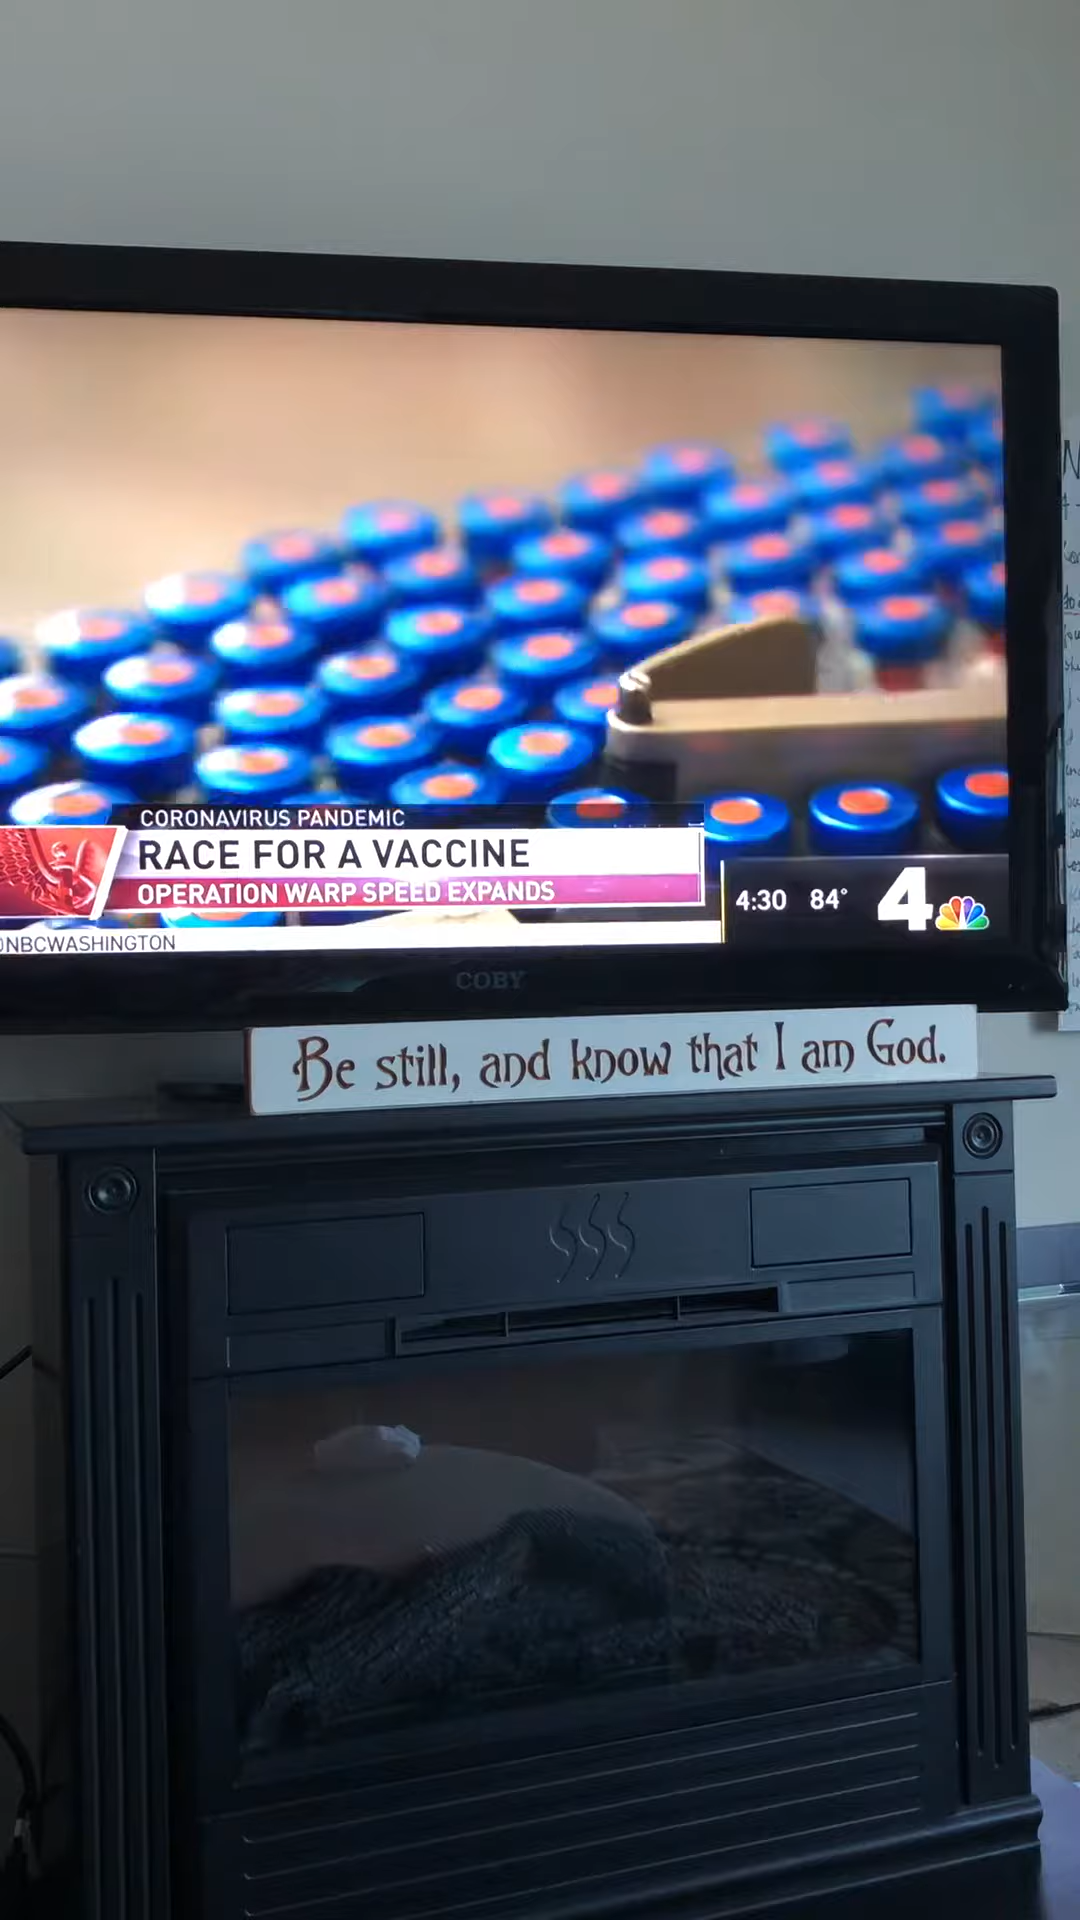 CORONAVIRUS PANDEMIC
RACE FOR A VACCINE
OPERATION WARP SPEED EXPANDS
4:30 84° 4
NBCWASHINGTON
COBY
Be still, and know that I am God.